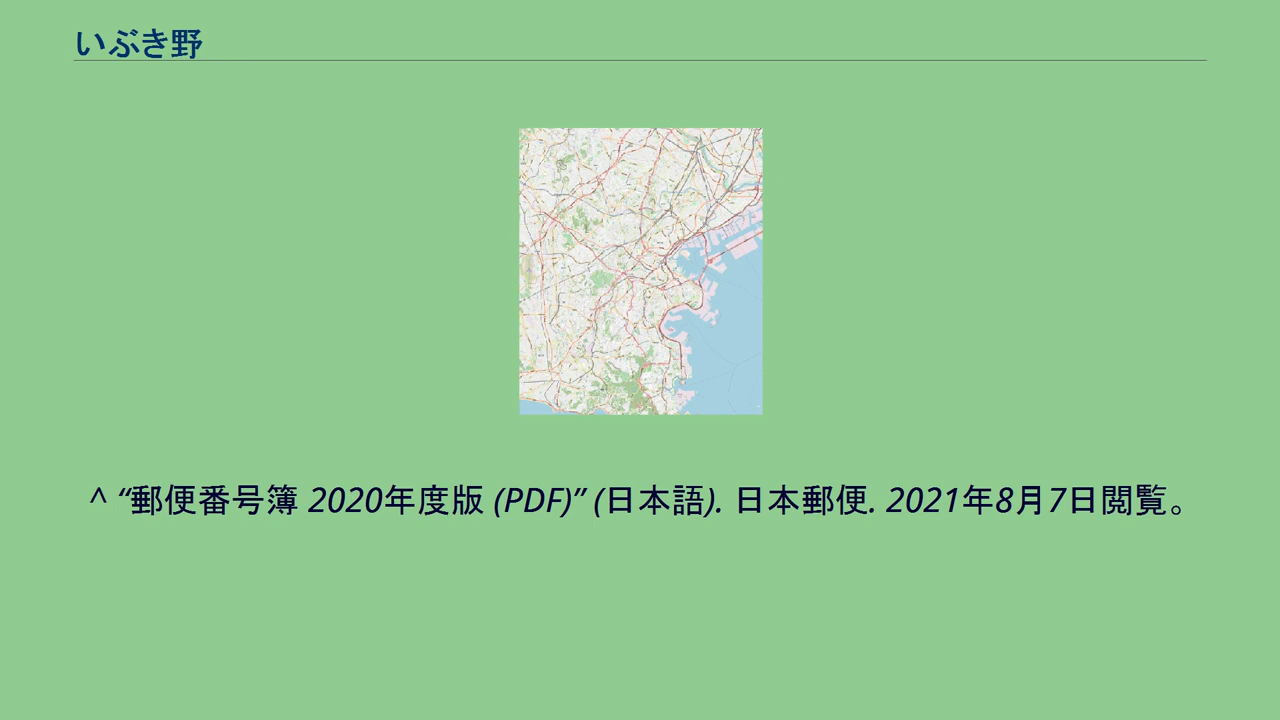 いぶき野
^ “郵便番号簿 2020年度版 (PDF)” (日本語). 日本郵便. 2021年8月7日閲覧。